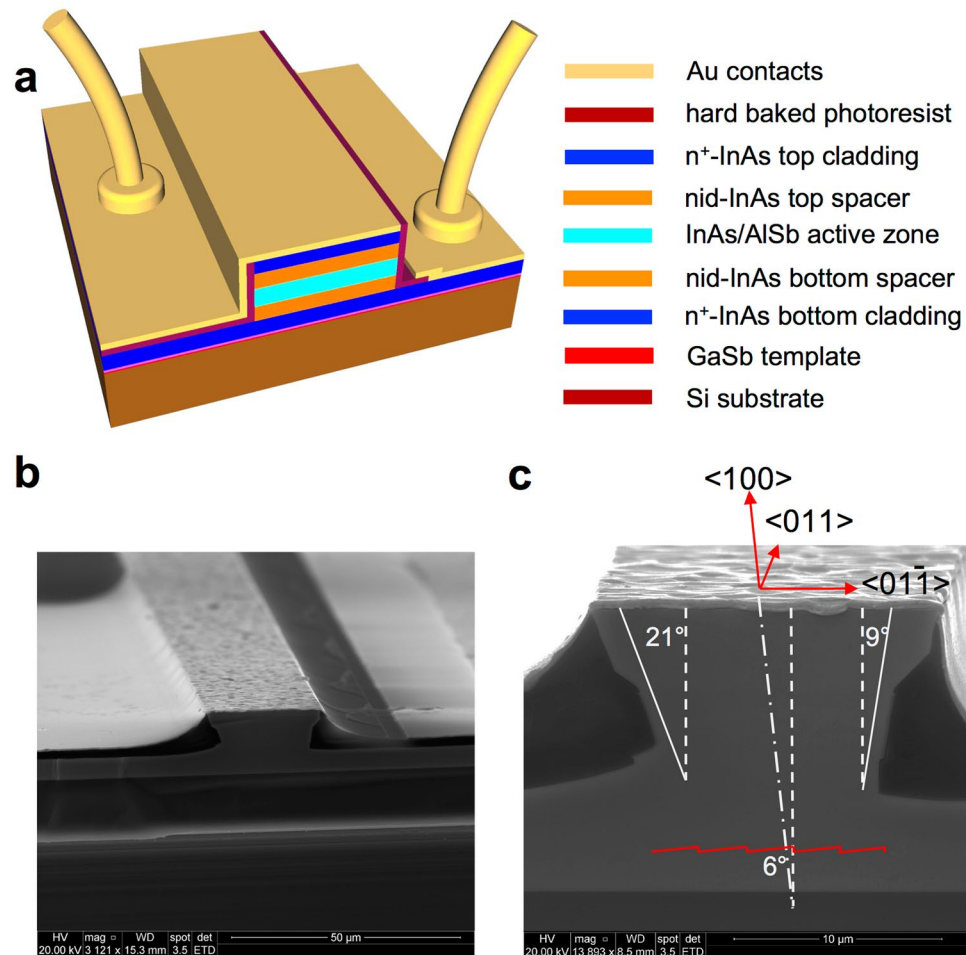 a
Au contacts
hard baked photoresist
n⁺-InAs top cladding
nid-InAs top spacer
InAs/AlSb active zone
nid-InAs bottom spacer
n⁺-InAs bottom cladding
GaSb template
Si substrate
b
c
<100>
<011>
<011̅>
21°
9°
6°
HV mag □ WD spot det
20.00 kV 3 121 x 15.3 mm 3.5 ETD
50 µm
HV mag □ WD spot det
20.00 kV 13 893 x 8.5 mm 3.5 ETD
10 µm